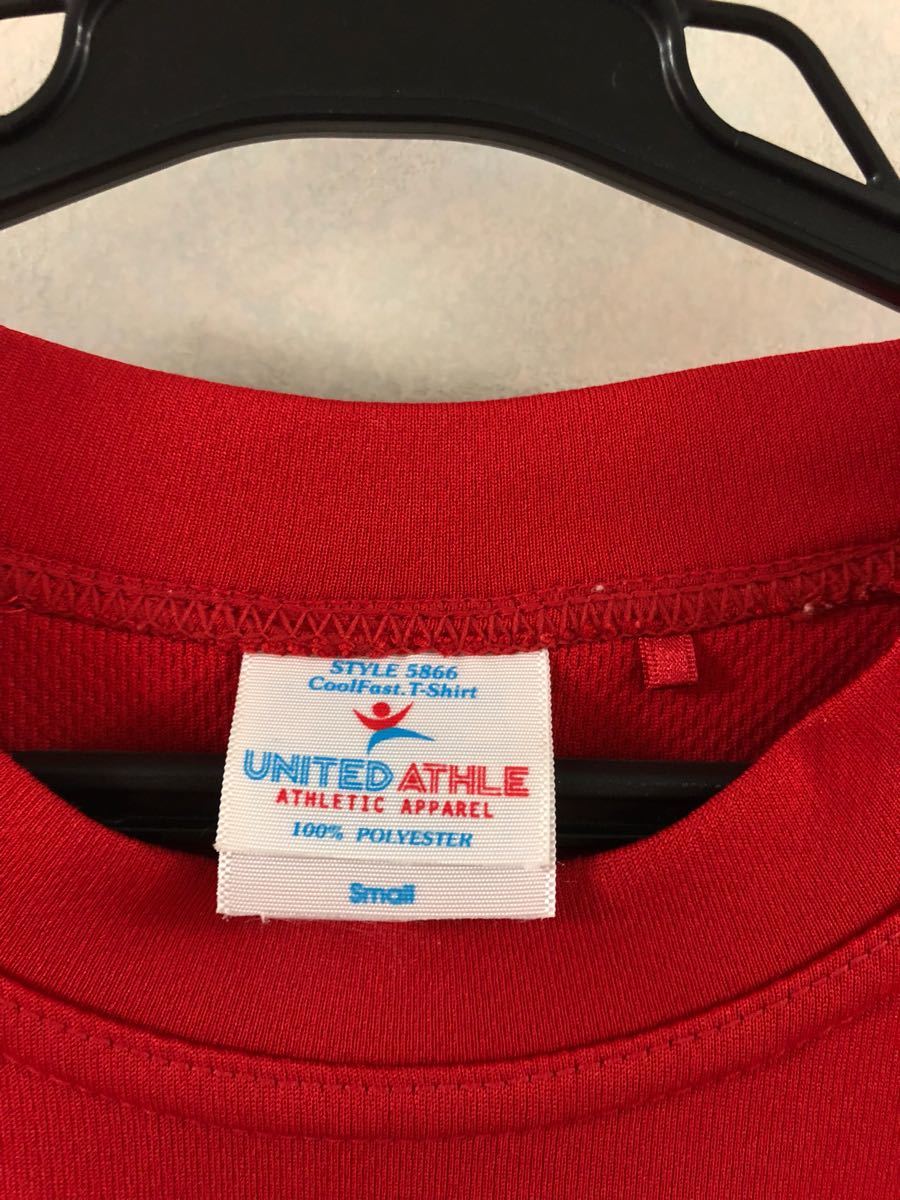 STYLE 5866
CoolFast.T-Shirt
UNITED ATHLE
ATHLETIC APPAREL
100% POLYESTER
Small